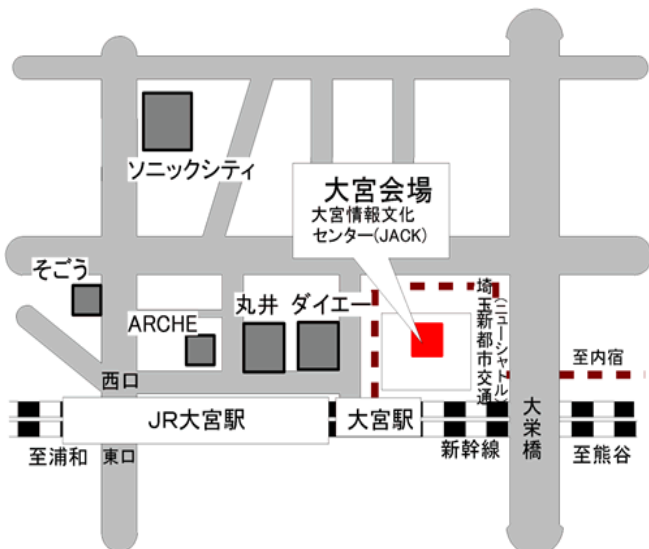 ソニックシティ
大宮会場
大宮情報文化
センター(JACK)
そごう
ARCHE
丸井
ダイエー
埼玉新都市交通
(ニューシャトル)
至内宿
西口
JR大宮駅
大宮駅
大栄橋
至浦和
東口
新幹線
至熊谷